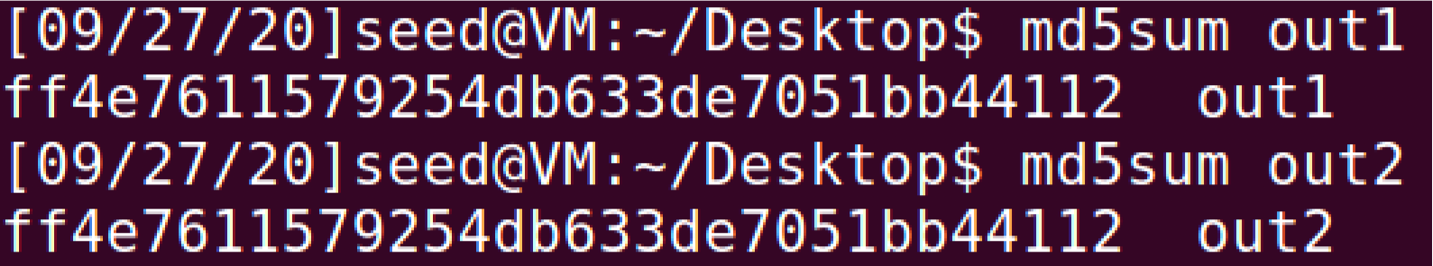 [09/27/20]seed@VM:~/Desktop$ md5sum out1
ff4e7611579254db633de7051bb44112  out1
[09/27/20]seed@VM:~/Desktop$ md5sum out2
ff4e7611579254db633de7051bb44112  out2